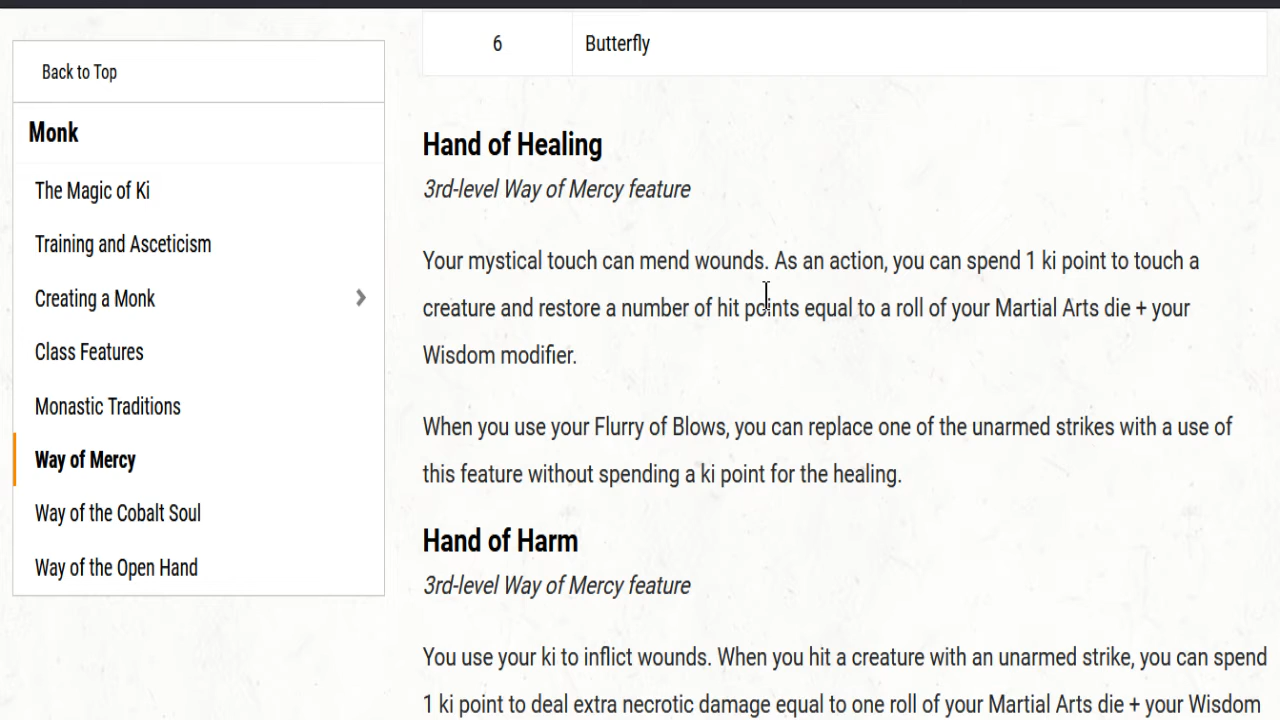 6 Butterfly
Back to Top
Monk
The Magic of Ki
Training and Asceticism
Creating a Monk
Class Features
Monastic Traditions
Way of Mercy
Way of the Cobalt Soul
Way of the Open Hand
Hand of Healing
3rd-level Way of Mercy feature
Your mystical touch can mend wounds. As an action, you can spend 1 ki point to touch a
creature and restore a number of hit points equal to a roll of your Martial Arts die + your
Wisdom modifier.
When you use your Flurry of Blows, you can replace one of the unarmed strikes with a use of
this feature without spending a ki point for the healing.
Hand of Harm
3rd-level Way of Mercy feature
You use your ki to inflict wounds. When you hit a creature with an unarmed strike, you can spend
1 ki point to deal extra necrotic damage equal to one roll of your Martial Arts die + your Wisdom